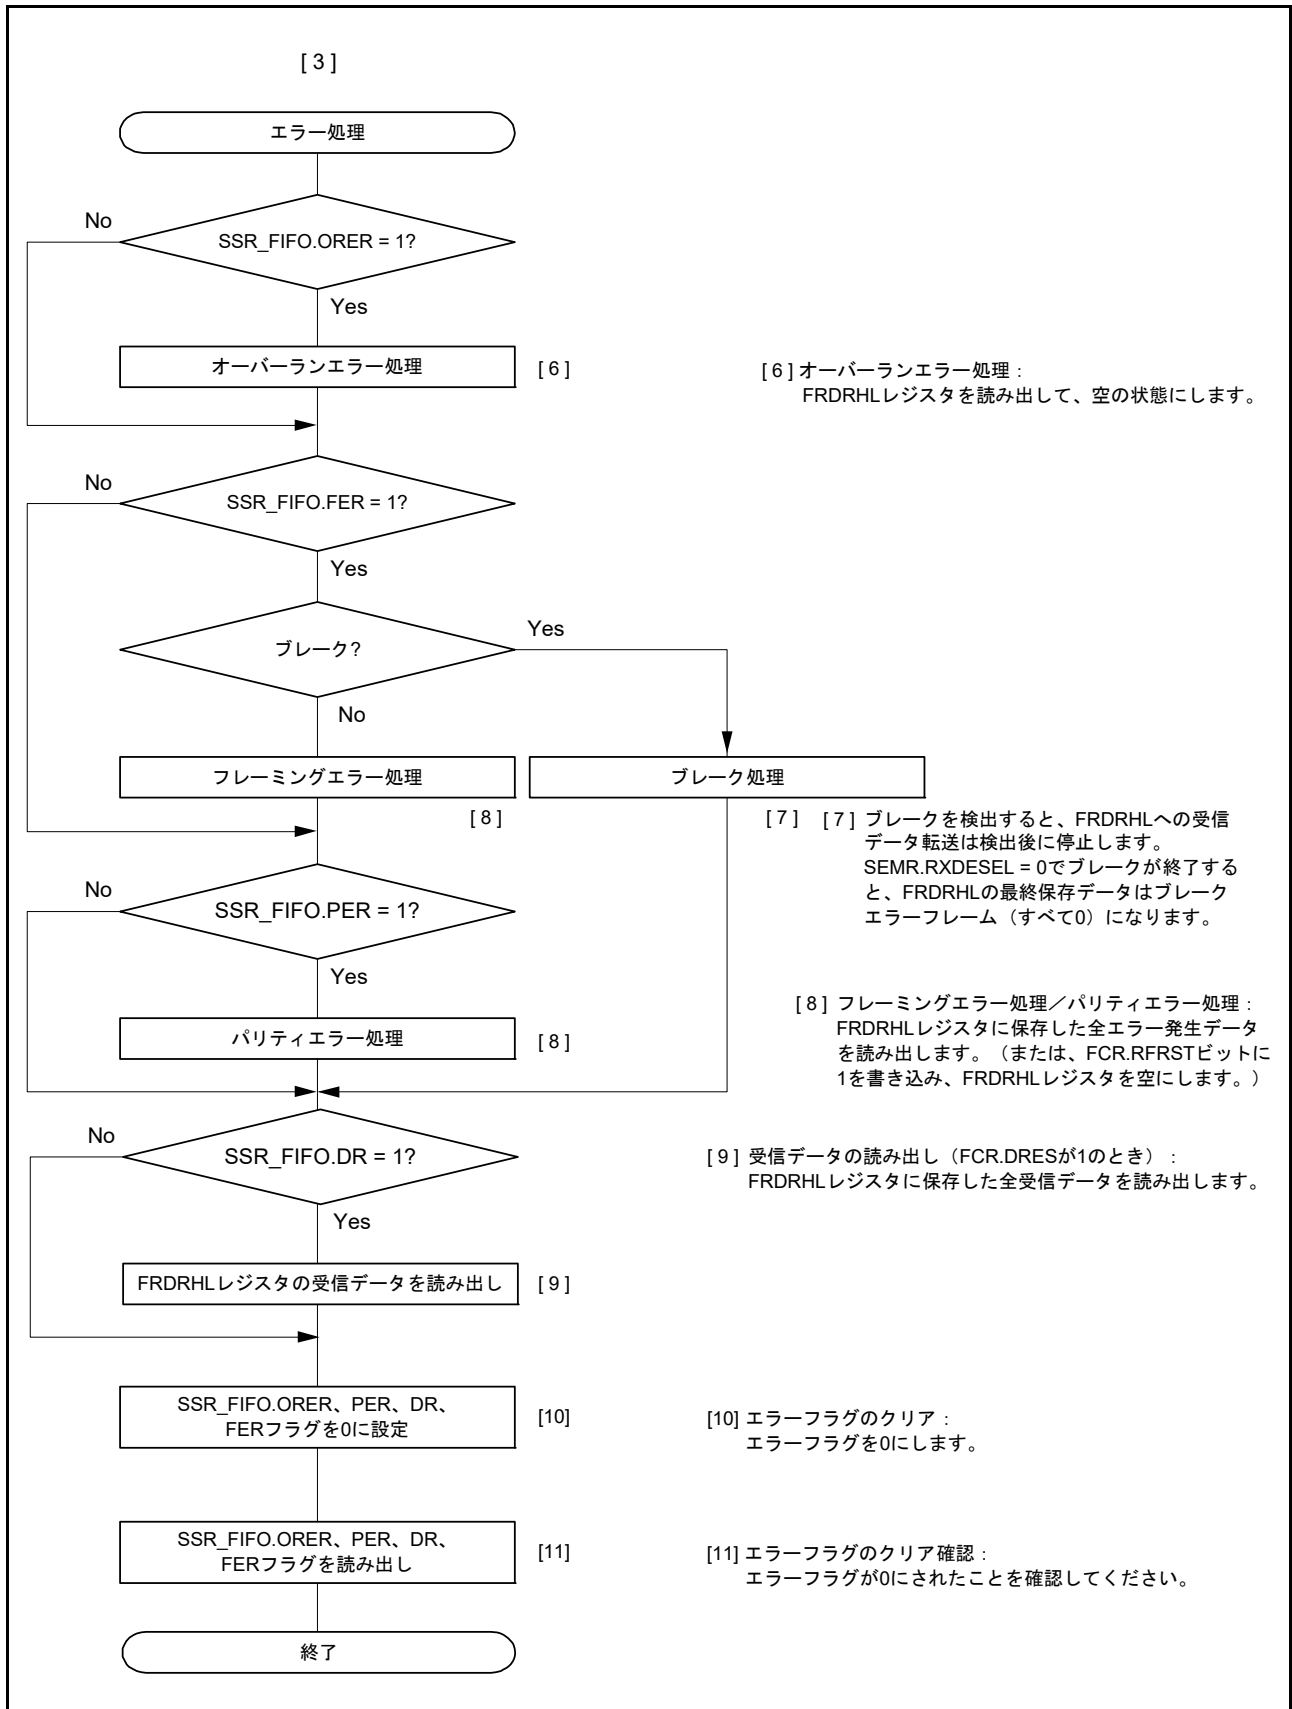 [ 3 ]
エラー処理
No
SSR_FIFO.ORER = 1?
Yes
オーバーランエラー処理
[ 6 ]
[ 6 ] オーバーランエラー処理：
FRDRHLレジスタを読み出して、空の状態にします。
No
SSR_FIFO.FER = 1?
Yes
ブレーク?
Yes
No
フレーミングエラー処理
ブレーク処理
[ 8 ]
[ 7 ]
[ 7 ] ブレークを検出すると、FRDRHLへの受信
データ転送は検出後に停止します。
SEMR.RXDESEL = 0でブレークが終了する
と、FRDRHLの最終保存データはブレーク
エラーフレーム（すべて0）になります。
No
SSR_FIFO.PER = 1?
Yes
パリティエラー処理
[ 8 ]
[ 8 ] フレーミングエラー処理／パリティエラー処理：
FRDRHLレジスタに保存した全エラー発生データ
を読み出します。（または、FCR.RFRSTビットに
1を書き込み、FRDRHLレジスタを空にします。）
No
SSR_FIFO.DR = 1?
Yes
[ 9 ] 受信データの読み出し（FCR.DRESが1のとき）：
FRDRHLレジスタに保存した全受信データを読み出します。
FRDRHLレジスタの受信データを読み出し
[ 9 ]
SSR_FIFO.ORER、PER、DR、
FERフラグを0に設定
[10]
[10] エラーフラグのクリア：
エラーフラグを0にします。
SSR_FIFO.ORER、PER、DR、
FERフラグを読み出し
[11]
[11] エラーフラグのクリア確認：
エラーフラグが0にされたことを確認してください。
終了